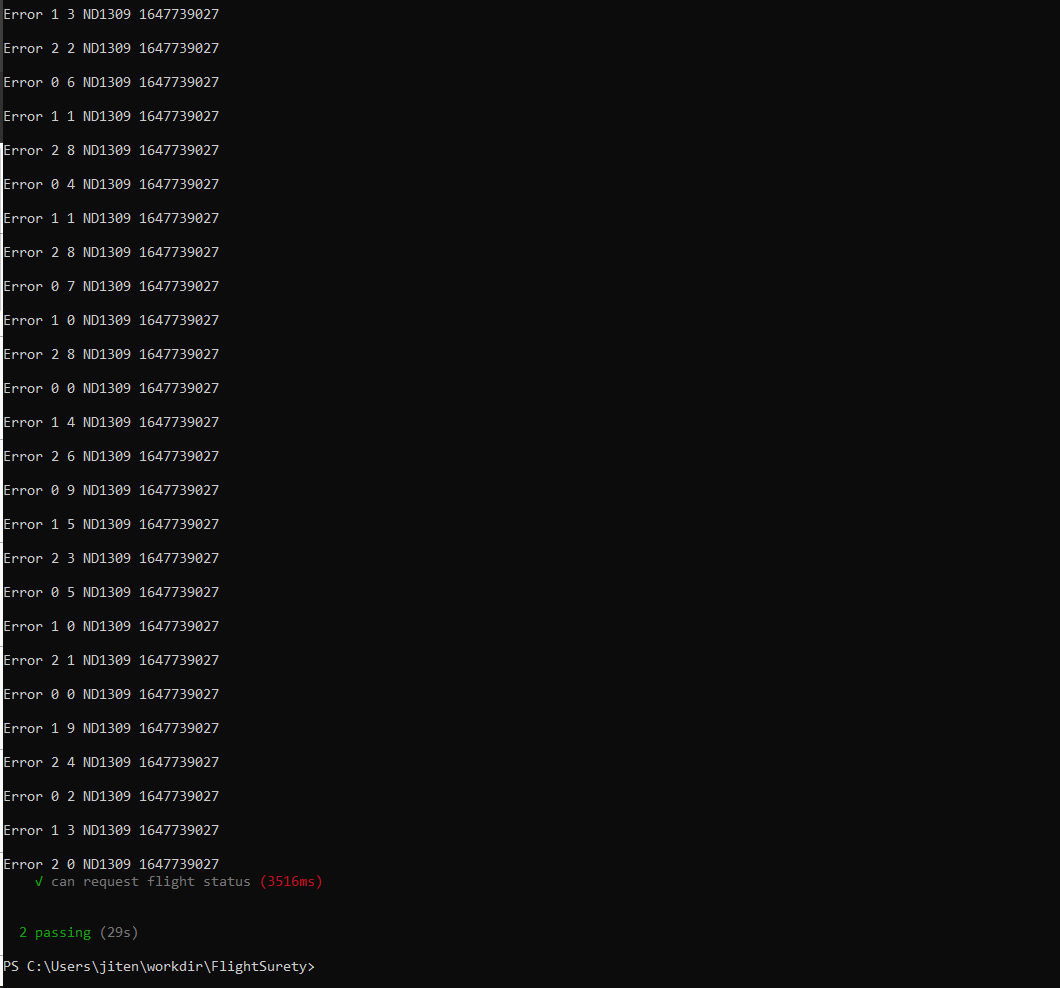 Error 1 3 ND1309 1647739027
Error 2 2 ND1309 1647739027
Error 0 6 ND1309 1647739027
Error 1 1 ND1309 1647739027
Error 2 8 ND1309 1647739027
Error 0 4 ND1309 1647739027
Error 1 1 ND1309 1647739027
Error 2 8 ND1309 1647739027
Error 0 7 ND1309 1647739027
Error 1 0 ND1309 1647739027
Error 2 8 ND1309 1647739027
Error 0 0 ND1309 1647739027
Error 1 4 ND1309 1647739027
Error 2 6 ND1309 1647739027
Error 0 9 ND1309 1647739027
Error 1 5 ND1309 1647739027
Error 2 3 ND1309 1647739027
Error 0 5 ND1309 1647739027
Error 1 0 ND1309 1647739027
Error 2 1 ND1309 1647739027
Error 0 0 ND1309 1647739027
Error 1 9 ND1309 1647739027
Error 2 4 ND1309 1647739027
Error 0 2 ND1309 1647739027
Error 1 3 ND1309 1647739027
Error 2 0 ND1309 1647739027
√ can request flight status (3516ms)
2 passing (29s)
PS C:\Users\jiten\workdir\FlightSurety>